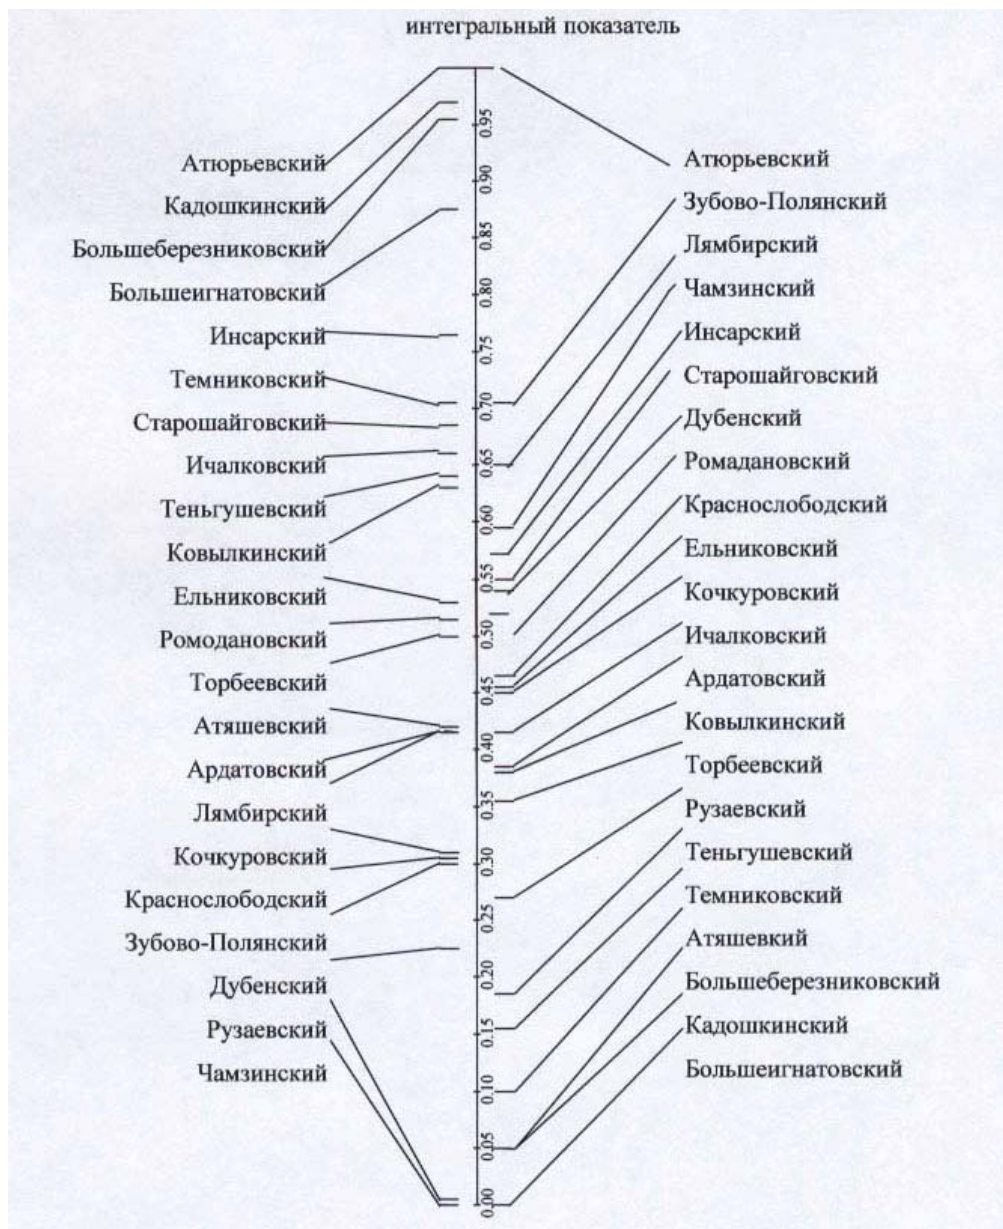 интегральный показатель
Атюрьевский
Кадошкинский
Большеберезниковский
Большеигнатовский
Инсарский
Темниковский
Старошайговский
Ичалковский
Теньгушевский
Ковылкинский
Ельниковский
Ромодановский
Торбеевский
Атяшевский
Ардатовский
Лямбирский
Кочкуровский
Краснослободский
Зубово-Полянский
Дубенский
Рузаевский
Чамзинский
0.95
0.90
0.85
0.80
0.75
0.70
0.65
0.60
0.55
0.50
0.45
0.40
0.35
0.30
0.25
0.20
0.15
0.10
0.05
0.00
Атюрьевский
Зубово-Полянский
Лямбирский
Чамзинский
Инсарский
Старошайговский
Дубенский
Ромадановский
Краснослободский
Ельниковский
Кочкуровский
Ичалковский
Ардатовский
Ковылкинский
Торбеевский
Рузаевский
Теньгушевский
Темниковский
Атяшевкий
Большеберезниковский
Кадошкинский
Большеигнатовский